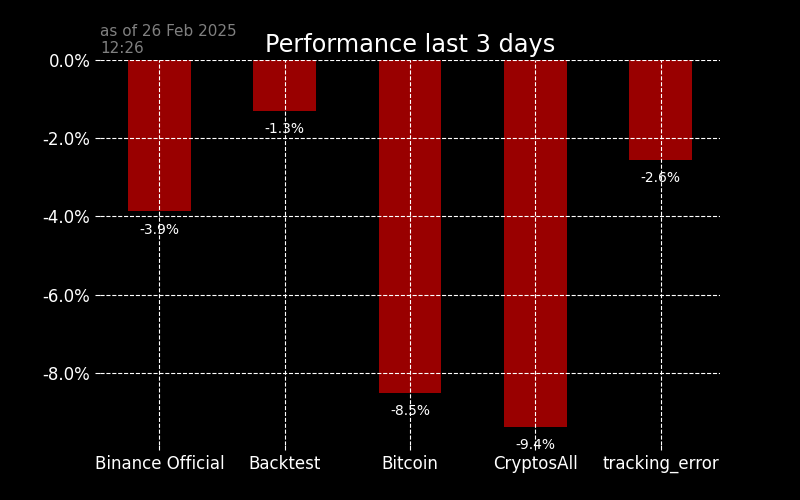 as of 26 Feb 2025
12:26
Performance last 3 days
0.0%
-2.0%
-4.0%
-6.0%
-8.0%
-3.9%
-1.3%
-8.5%
-9.4%
-2.6%
Binance Official
Backtest
Bitcoin
CryptosAll
tracking_error